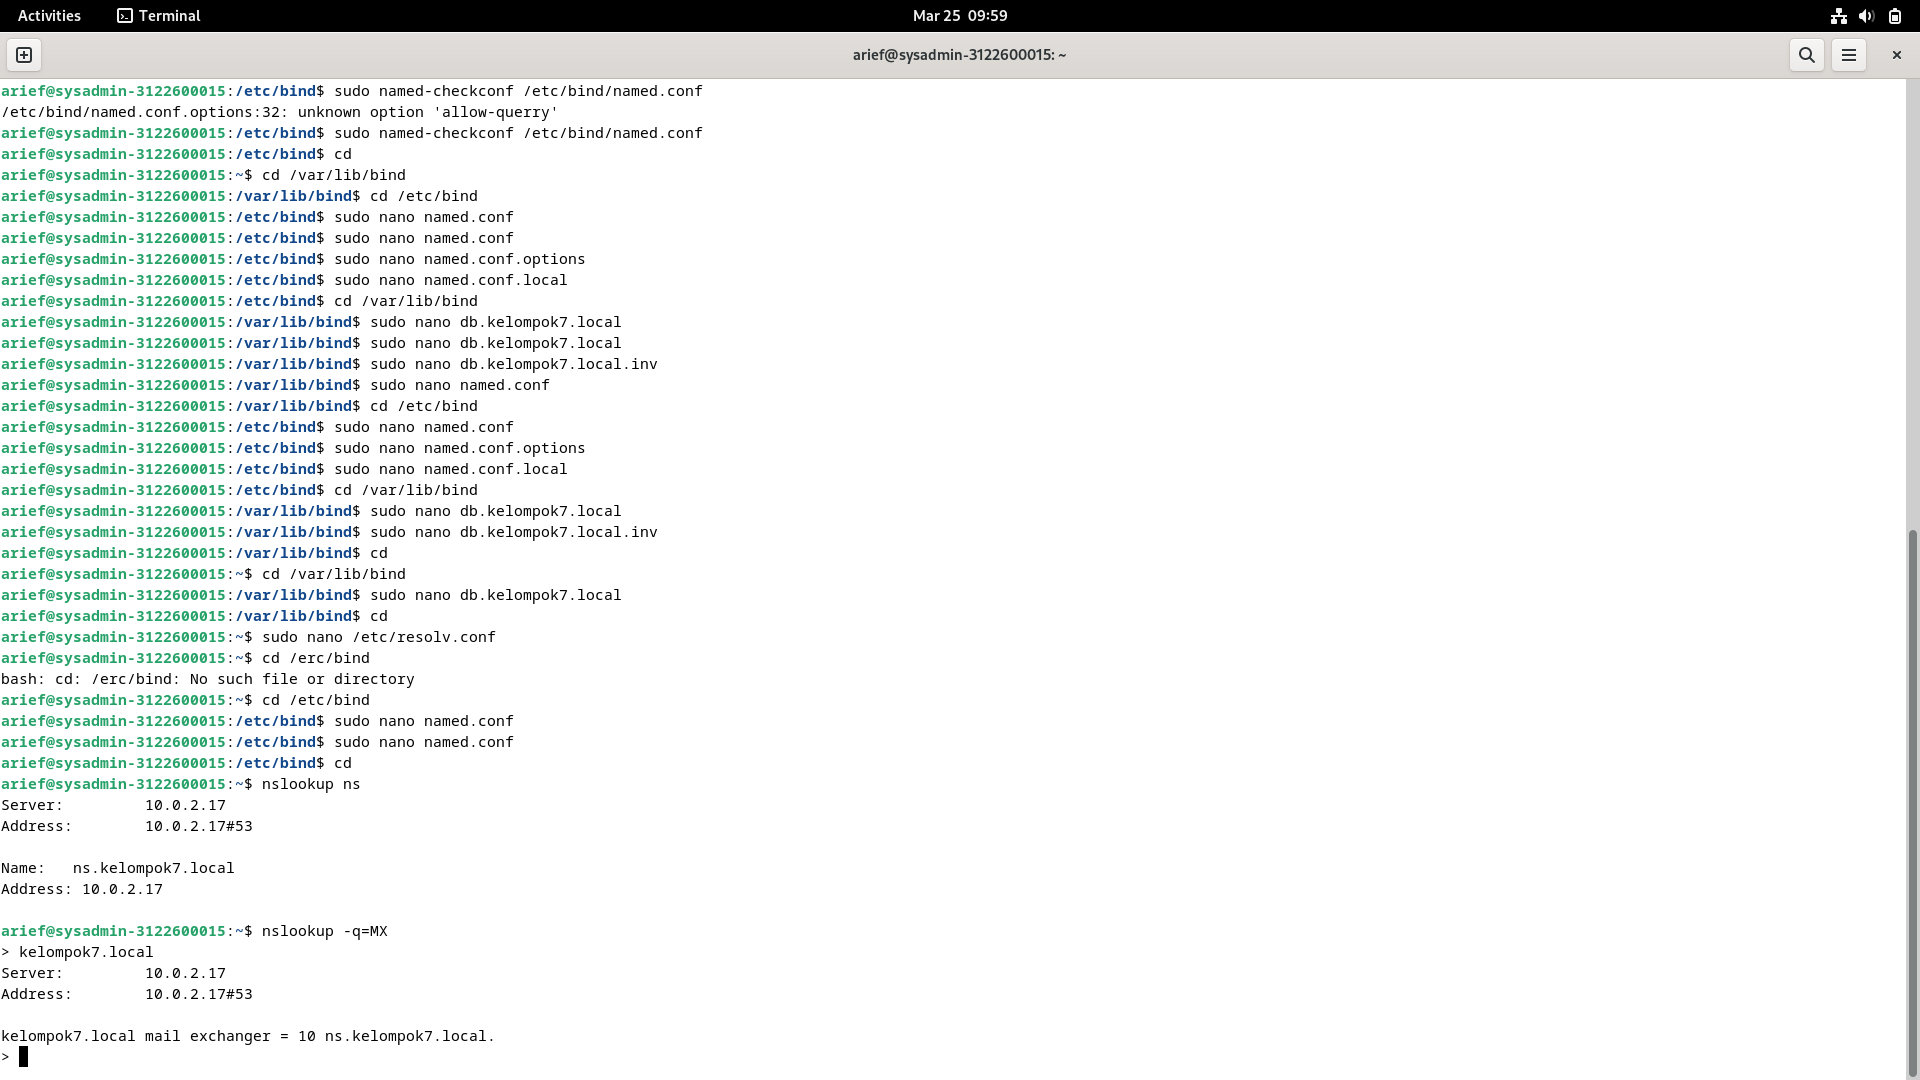 Activities Terminal Mar 25 09:59
arief@sysadmin-3122600015: ~
arief@sysadmin-3122600015:/etc/bind$ sudo named-checkconf /etc/bind/named.conf
/etc/bind/named.conf.options:32: unknown option 'allow-querry'
arief@sysadmin-3122600015:/etc/bind$ sudo named-checkconf /etc/bind/named.conf
arief@sysadmin-3122600015:/etc/bind$ cd
arief@sysadmin-3122600015:~$ cd /var/lib/bind
arief@sysadmin-3122600015:/var/lib/bind$ cd /etc/bind
arief@sysadmin-3122600015:/etc/bind$ sudo nano named.conf
arief@sysadmin-3122600015:/etc/bind$ sudo nano named.conf
arief@sysadmin-3122600015:/etc/bind$ sudo nano named.conf.options
arief@sysadmin-3122600015:/etc/bind$ sudo nano named.conf.local
arief@sysadmin-3122600015:/etc/bind$ cd /var/lib/bind
arief@sysadmin-3122600015:/var/lib/bind$ sudo nano db.kelompok7.local
arief@sysadmin-3122600015:/var/lib/bind$ sudo nano db.kelompok7.local
arief@sysadmin-3122600015:/var/lib/bind$ sudo nano db.kelompok7.local.inv
arief@sysadmin-3122600015:/var/lib/bind$ sudo nano named.conf
arief@sysadmin-3122600015:/var/lib/bind$ cd /etc/bind
arief@sysadmin-3122600015:/etc/bind$ sudo nano named.conf
arief@sysadmin-3122600015:/etc/bind$ sudo nano named.conf.options
arief@sysadmin-3122600015:/etc/bind$ sudo nano named.conf.local
arief@sysadmin-3122600015:/etc/bind$ cd /var/lib/bind
arief@sysadmin-3122600015:/var/lib/bind$ sudo nano db.kelompok7.local
arief@sysadmin-3122600015:/var/lib/bind$ sudo nano db.kelompok7.local.inv
arief@sysadmin-3122600015:/var/lib/bind$ cd
arief@sysadmin-3122600015:~$ cd /var/lib/bind
arief@sysadmin-3122600015:/var/lib/bind$ sudo nano db.kelompok7.local
arief@sysadmin-3122600015:/var/lib/bind$ cd
arief@sysadmin-3122600015:~$ sudo nano /etc/resolv.conf
arief@sysadmin-3122600015:~$ cd /erc/bind
bash: cd: /erc/bind: No such file or directory
arief@sysadmin-3122600015:~$ cd /etc/bind
arief@sysadmin-3122600015:/etc/bind$ sudo nano named.conf
arief@sysadmin-3122600015:/etc/bind$ sudo nano named.conf
arief@sysadmin-3122600015:/etc/bind$ cd
arief@sysadmin-3122600015:~$ nslookup ns
Server:         10.0.2.17
Address:        10.0.2.17#53
Name:   ns.kelompok7.local
Address: 10.0.2.17
arief@sysadmin-3122600015:~$ nslookup -q=MX
> kelompok7.local
Server:         10.0.2.17
Address:        10.0.2.17#53
kelompok7.local mail exchanger = 10 ns.kelompok7.local.
>